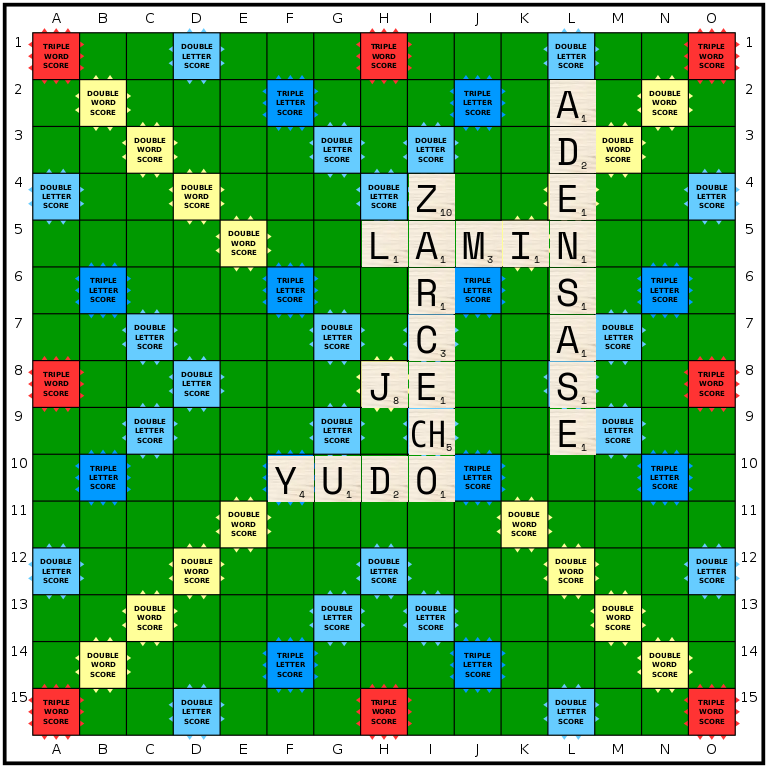 A B C D E F G H I J K L M N O
1 TRIPLE DOUBLE TRIPLE DOUBLE TRIPLE 1
WORD LETTER WORD LETTER WORD
SCORE SCORE SCORE SCORE SCORE
2 DOUBLE TRIPLE TRIPLE A1 DOUBLE 2
WORD LETTER LETTER WORD
SCORE SCORE SCORE SCORE
3 DOUBLE DOUBLE DOUBLE D2 DOUBLE 3
WORD LETTER LETTER WORD
SCORE SCORE SCORE SCORE
4 DOUBLE DOUBLE DOUBLE Z10 E1 DOUBLE 4
LETTER WORD LETTER LETTER
SCORE SCORE SCORE SCORE
5 DOUBLE L1 A1 M3 I1 N1 5
WORD
SCORE
6 TRIPLE TRIPLE R1 TRIPLE S1 TRIPLE 6
LETTER LETTER LETTER LETTER
SCORE SCORE SCORE SCORE
7 DOUBLE DOUBLE C3 A1 DOUBLE 7
LETTER LETTER LETTER
SCORE SCORE SCORE
8 TRIPLE DOUBLE J8 E1 S1 TRIPLE 8
WORD LETTER WORD
SCORE SCORE SCORE
9 DOUBLE DOUBLE CH5 E1 DOUBLE 9
LETTER LETTER LETTER
SCORE SCORE SCORE
10 TRIPLE Y4 U1 D2 O1 TRIPLE TRIPLE 10
LETTER LETTER LETTER
SCORE SCORE SCORE
11 DOUBLE DOUBLE 11
WORD WORD
SCORE SCORE
12 DOUBLE DOUBLE DOUBLE DOUBLE DOUBLE 12
LETTER WORD LETTER WORD LETTER
SCORE SCORE SCORE SCORE SCORE
13 DOUBLE DOUBLE DOUBLE DOUBLE 13
WORD LETTER LETTER WORD
SCORE SCORE SCORE SCORE
14 DOUBLE TRIPLE TRIPLE DOUBLE 14
WORD LETTER LETTER WORD
SCORE SCORE SCORE SCORE
15 TRIPLE DOUBLE TRIPLE DOUBLE TRIPLE 15
WORD LETTER WORD LETTER WORD
SCORE SCORE SCORE SCORE SCORE
A B C D E F G H I J K L M N O